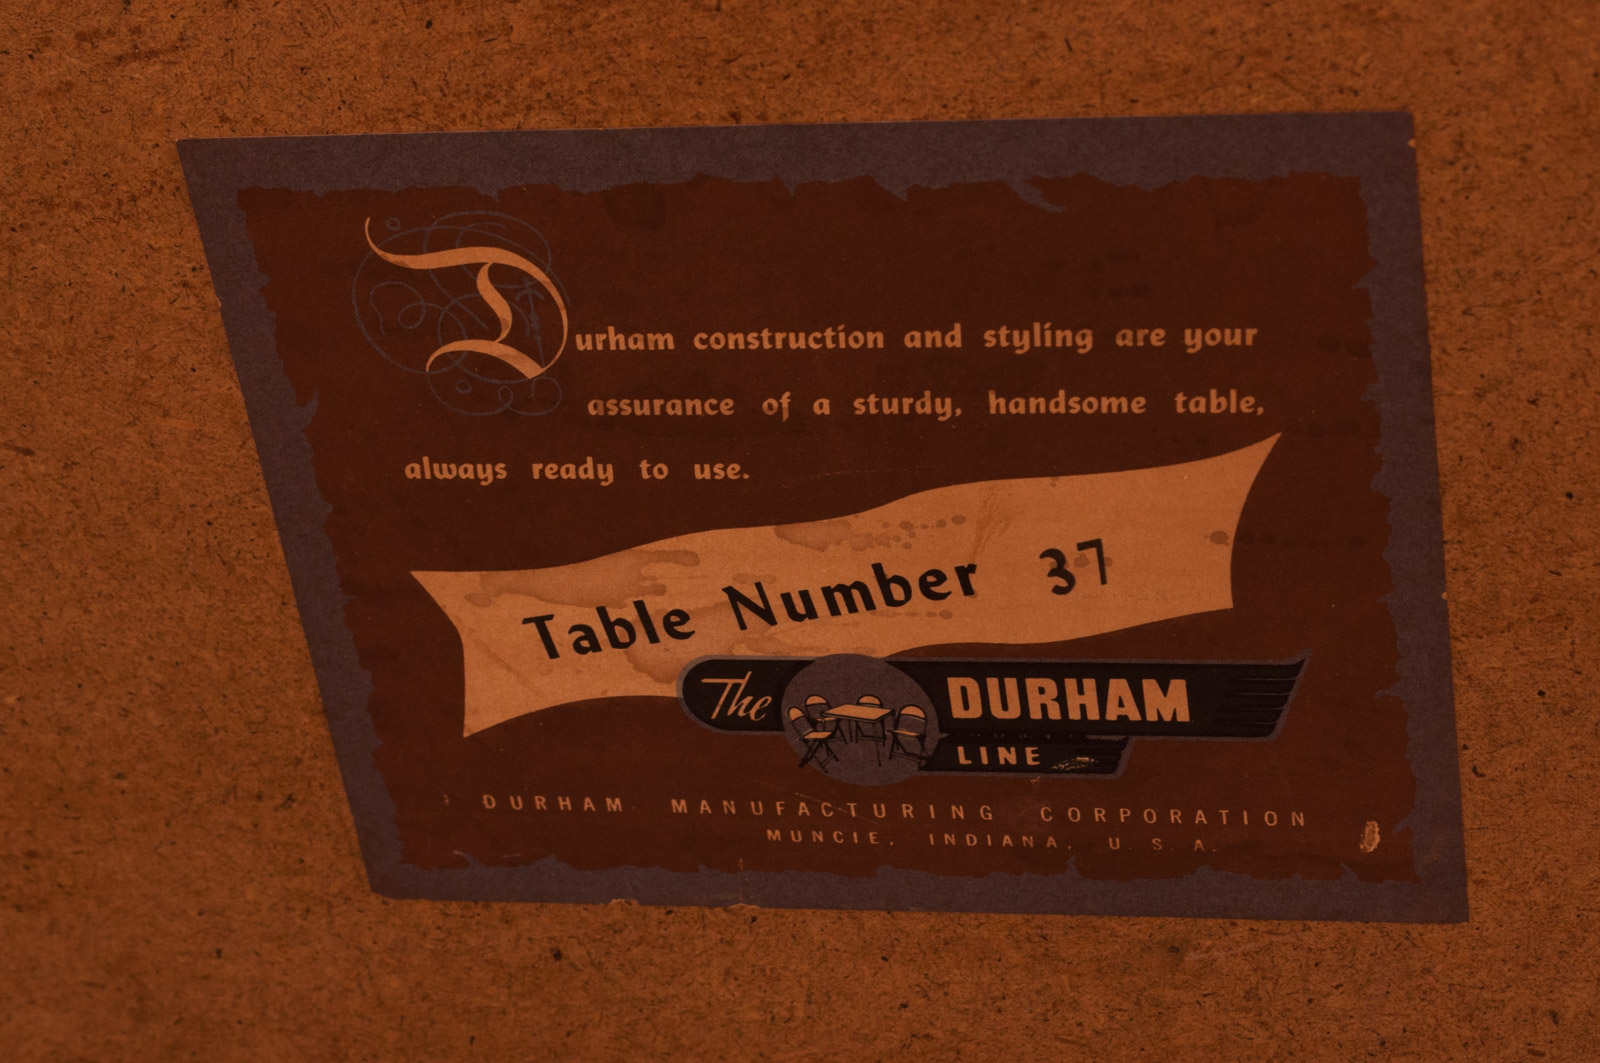 Durham construction and styling are your
assurance of a sturdy, handsome table,
always ready to use.
Table Number 37
The DURHAM
LINE
DURHAM MANUFACTURING CORPORATION
MUNCIE, INDIANA, U. S. A.